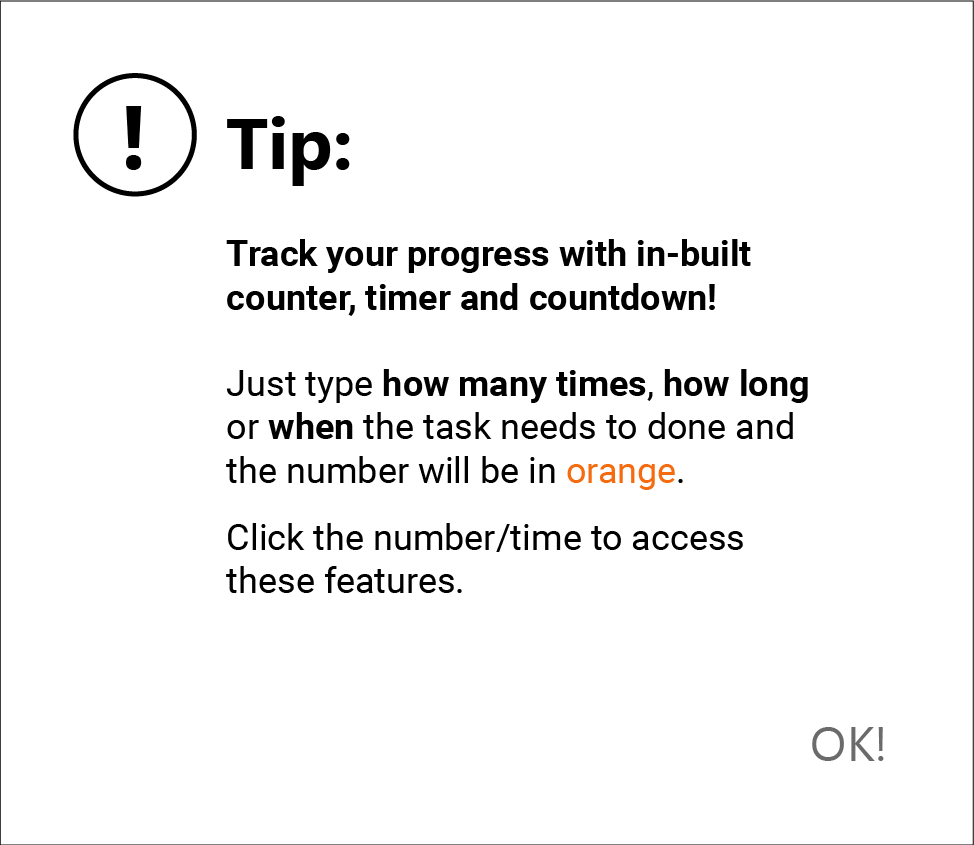 !
Tip:
Track your progress with in-built
counter, timer and countdown!
Just type how many times, how long
or when the task needs to done and
the number will be in orange.
Click the number/time to access
these features.
OK!